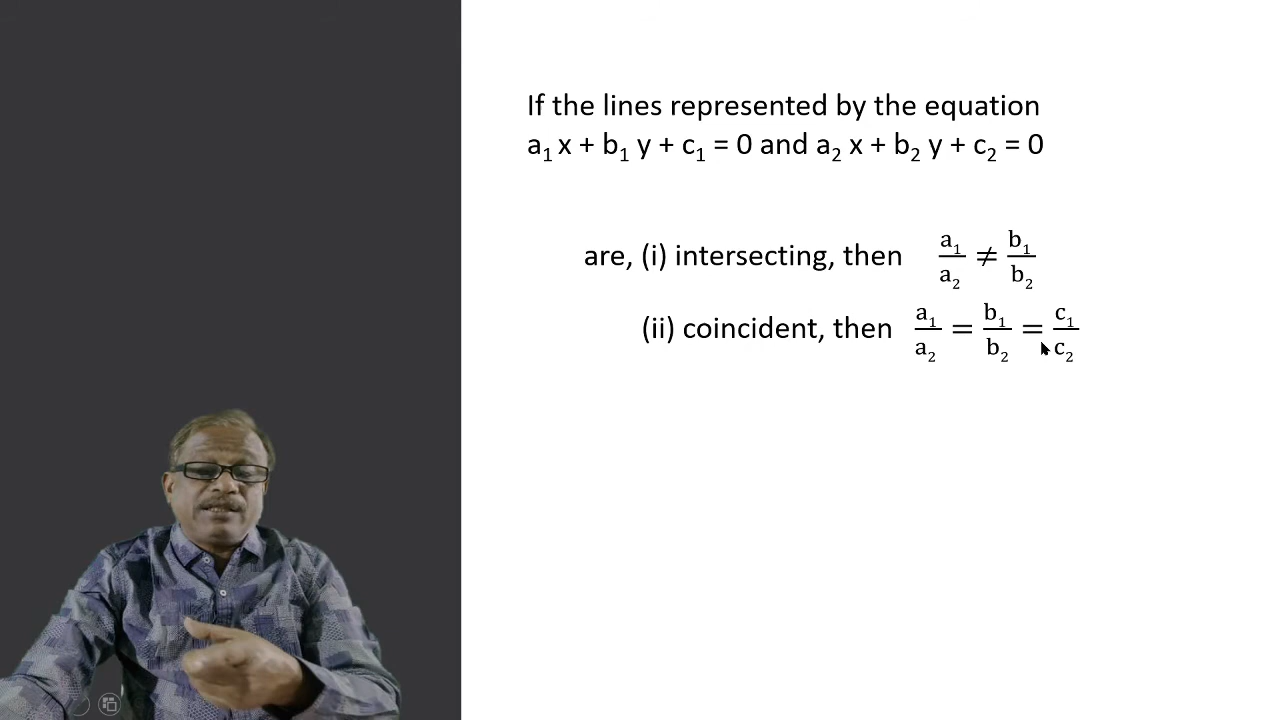 If the lines represented by the equation
a₁ x + b₁ y + c₁ = 0 and a₂ x + b₂ y + c₂ = 0
are, (i) intersecting, then a₁/a₂ ≠ b₁/b₂
(ii) coincident, then a₁/a₂ = b₁/b₂ = c₁/c₂